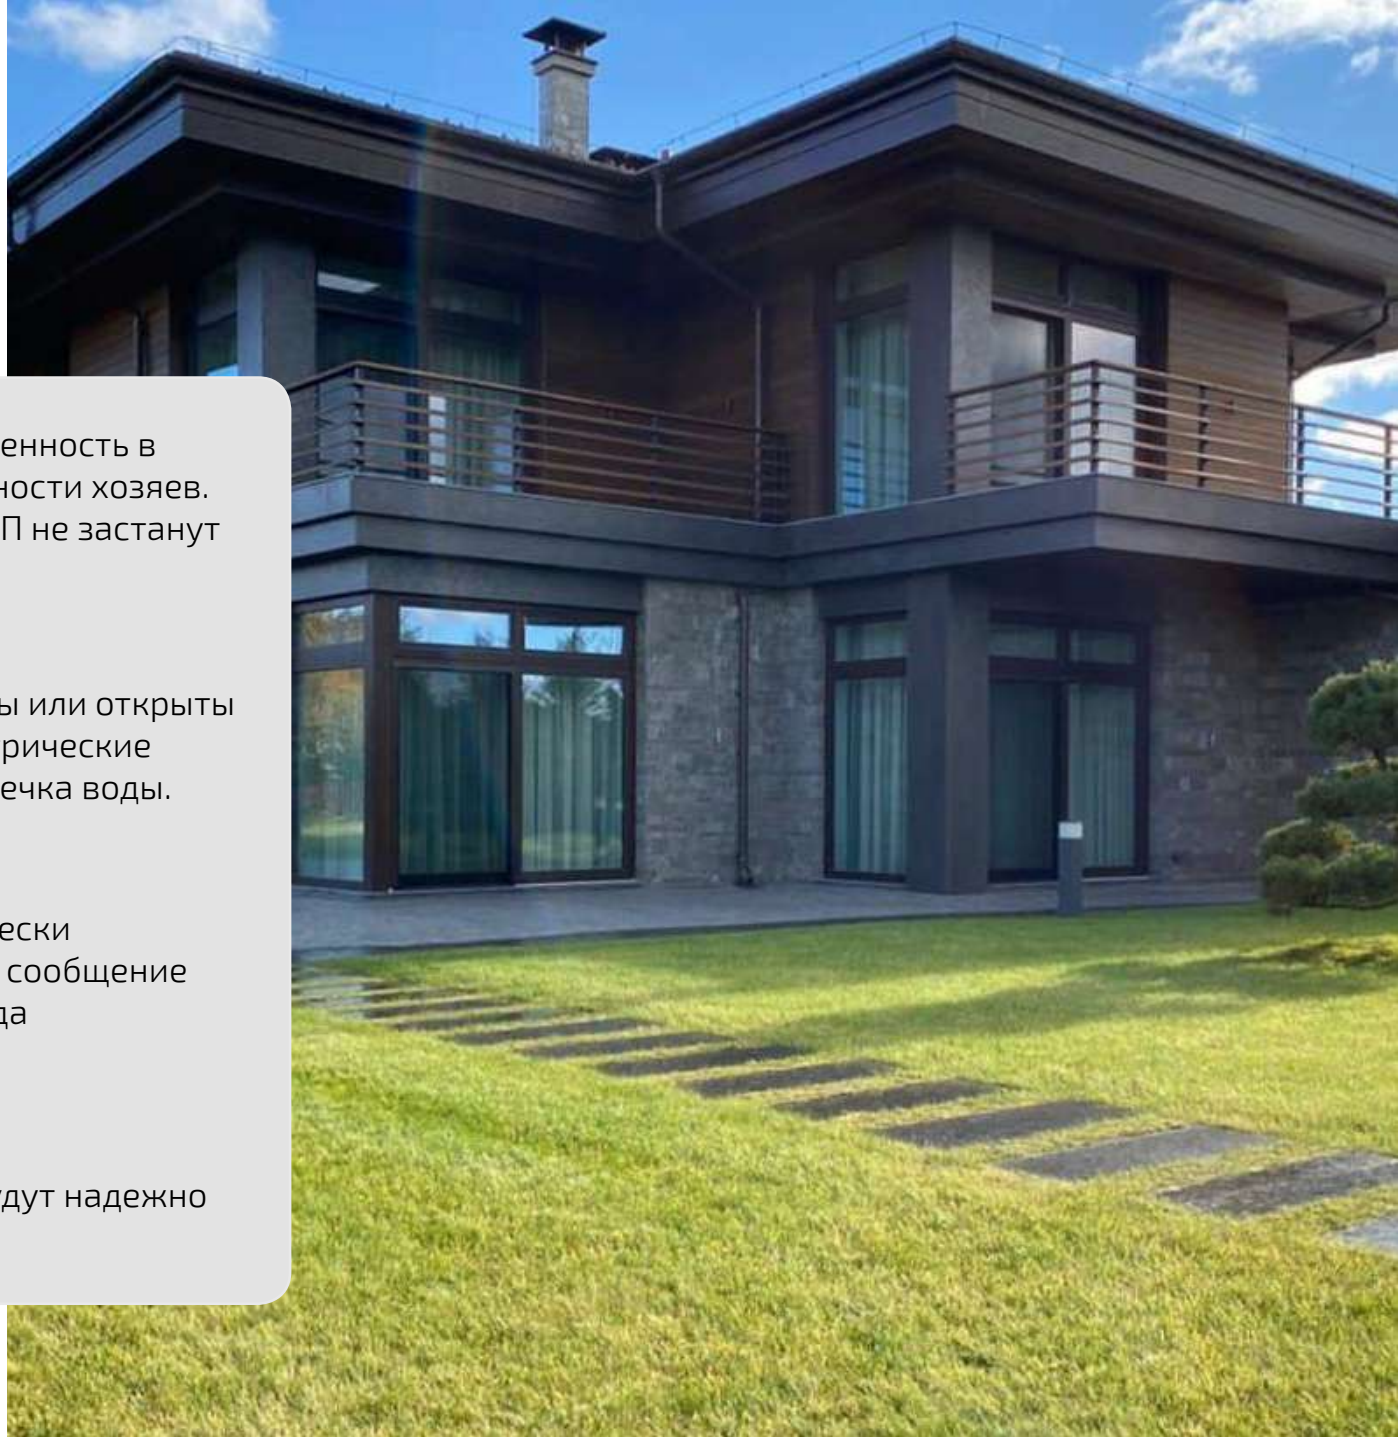 енность в
ности хозяев.
П не застанут
ы или открыты
рические
ечка воды.
ески
сообщение
да
дут надежно